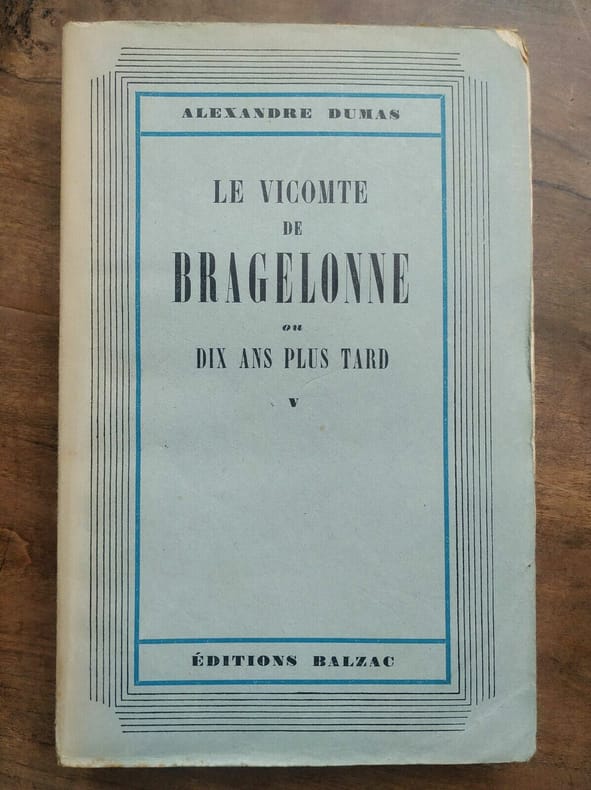 ALEXANDRE DUMAS
LE VICOMTE
DE
BRAGELONNE
ou
DIX ANS PLUS TARD
V
ÉDITIONS BALZAC